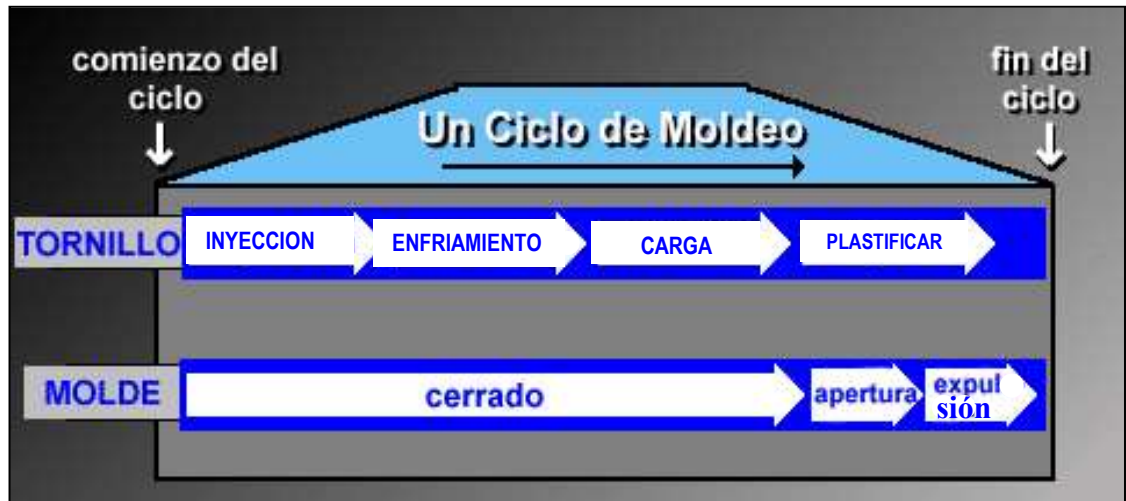 comienzo del
ciclo
fin del
ciclo
Un Ciclo de Moldeo
TORNILLO
INYECCION
ENFRIAMIENTO
CARGA
PLASTIFICAR
MOLDE
cerrado
apertura
expul
sión